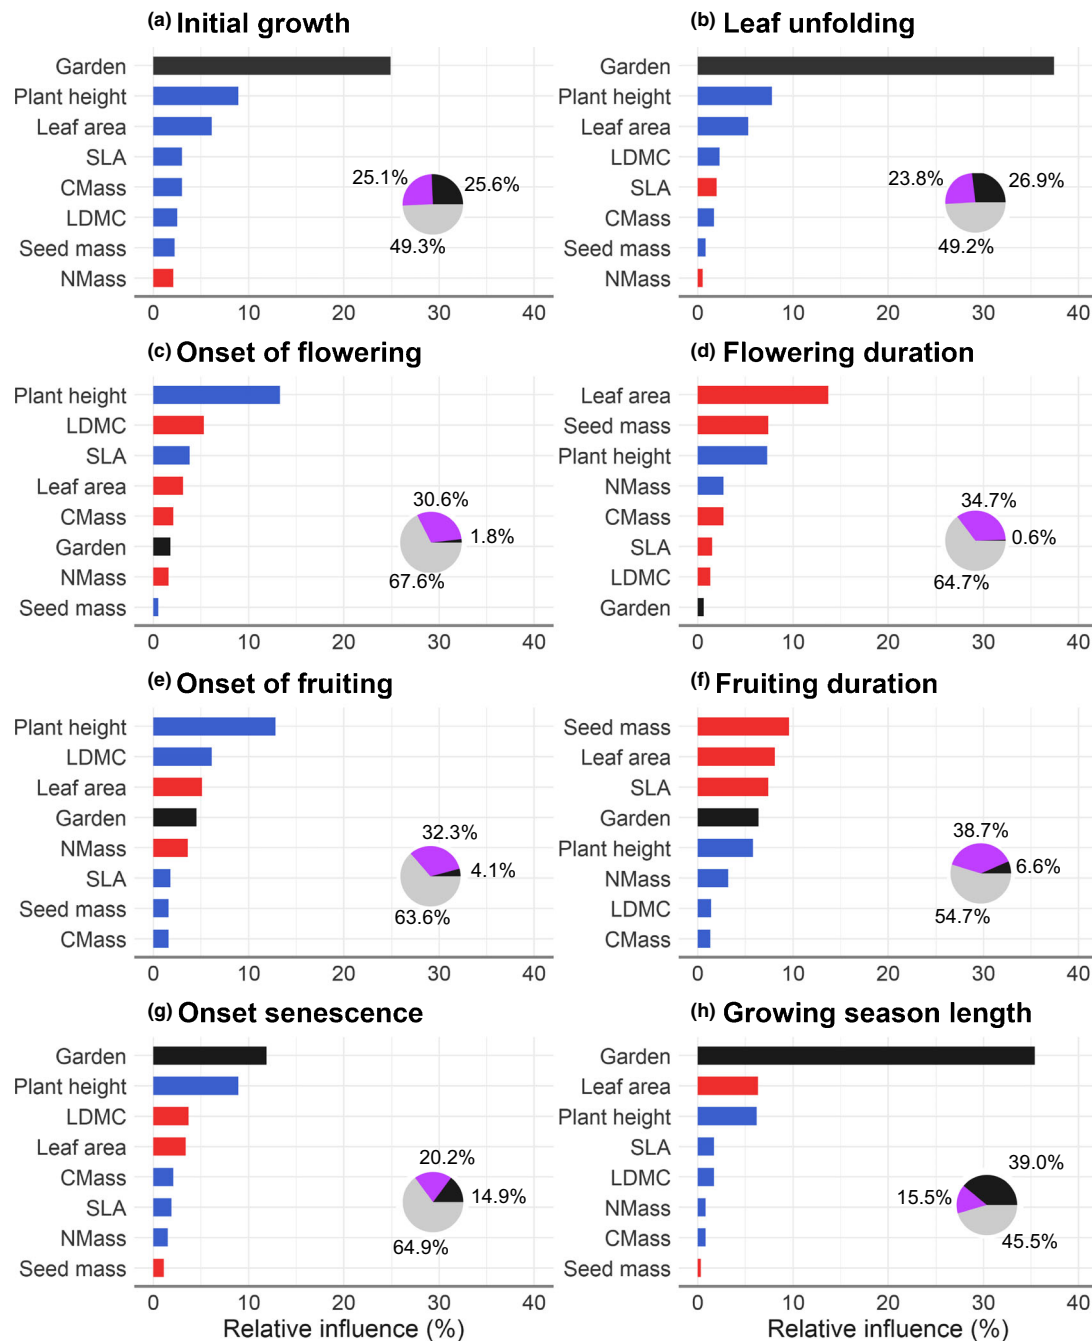 (a) Initial growth
Garden
Plant height
Leaf area
SLA
CMass
LDMC
Seed mass
NMass
25.1%
25.6%
49.3%
0 10 20 30 40
(b) Leaf unfolding
Garden
Plant height
Leaf area
LDMC
SLA
CMass
Seed mass
NMass
23.8%
26.9%
49.2%
0 10 20 30 40
(c) Onset of flowering
Plant height
LDMC
SLA
Leaf area
CMass
Garden
NMass
Seed mass
30.6%
1.8%
67.6%
0 10 20 30 40
(d) Flowering duration
Leaf area
Seed mass
Plant height
NMass
CMass
SLA
LDMC
Garden
34.7%
0.6%
64.7%
0 10 20 30 40
(e) Onset of fruiting
Plant height
LDMC
Leaf area
Garden
NMass
SLA
Seed mass
CMass
32.3%
4.1%
63.6%
0 10 20 30 40
(f) Fruiting duration
Seed mass
Leaf area
SLA
Garden
Plant height
NMass
LDMC
CMass
38.7%
6.6%
54.7%
0 10 20 30 40
(g) Onset senescence
Garden
Plant height
LDMC
Leaf area
CMass
SLA
NMass
Seed mass
20.2%
14.9%
64.9%
0 10 20 30 40
Relative influence (%)
(h) Growing season length
Garden
Leaf area
Plant height
SLA
LDMC
NMass
CMass
Seed mass
39.0%
15.5%
45.5%
0 10 20 30 40
Relative influence (%)